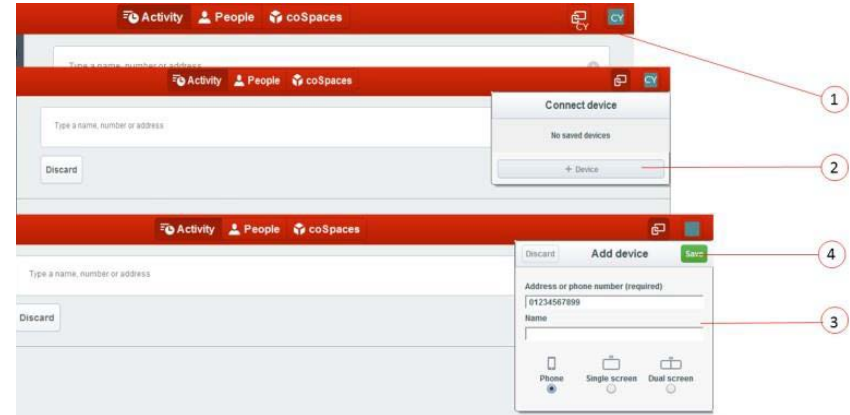 Activity People coSpaces CY CY
1
Type a name, number or address
Activity People coSpaces CY
Connect device
Type a name, number or address
No saved devices
Discard
+ Device
2
Activity People coSpaces
Discard Add device Save
4
Type a name, number or address
Address or phone number (required)
01234567899
Name
Discard
3
Phone Single screen Dual screen